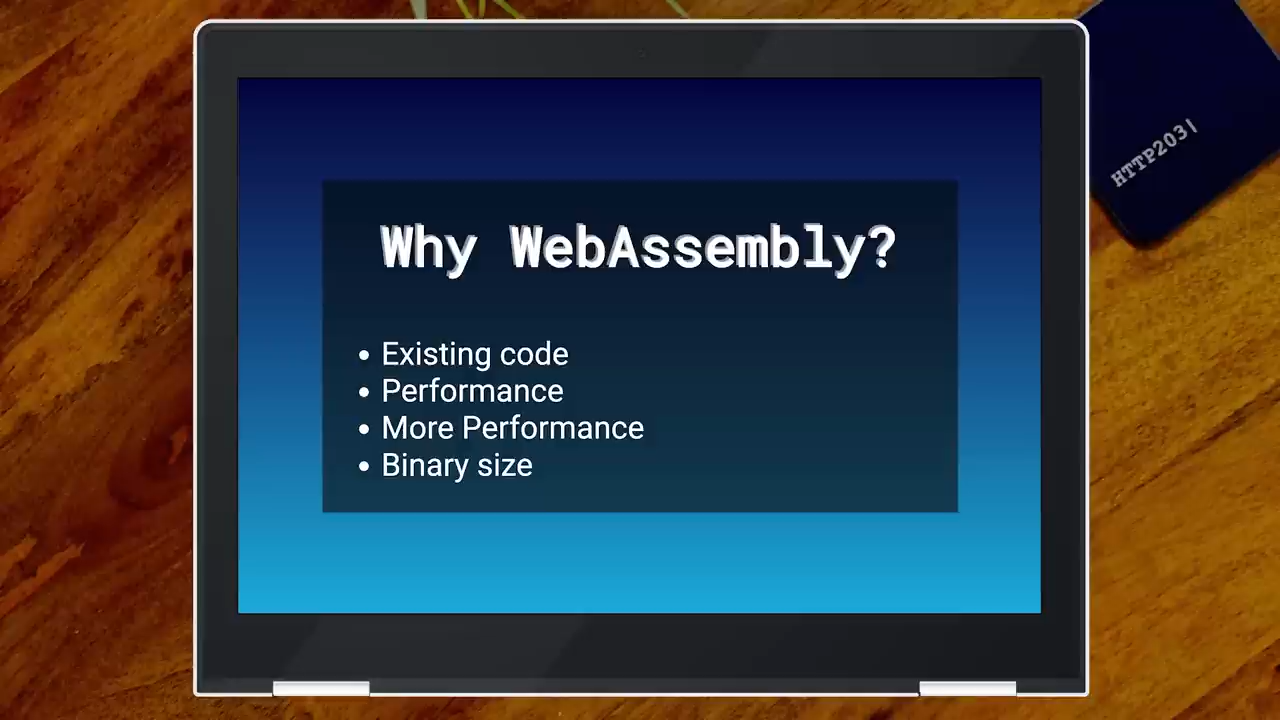 HTTP203|
Why WebAssembly?
• Existing code
• Performance
• More Performance
• Binary size